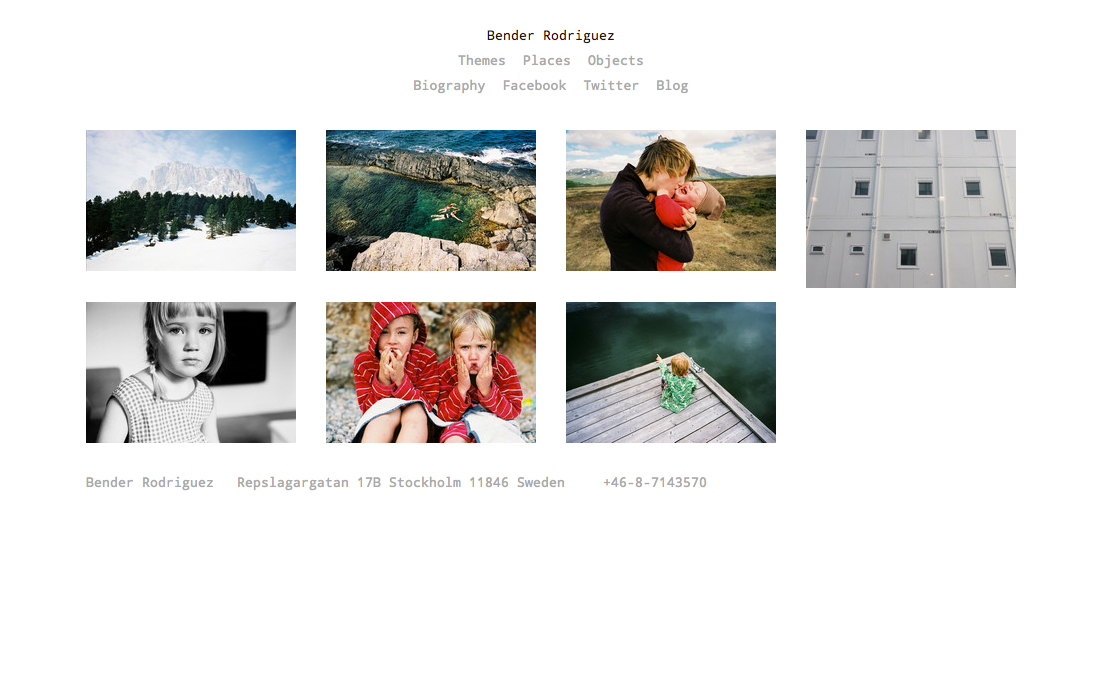 Bender Rodriguez
Themes Places Objects
Biography Facebook Twitter Blog
Bender Rodriguez Repslagargatan 17B Stockholm 11846 Sweden +46-8-7143570